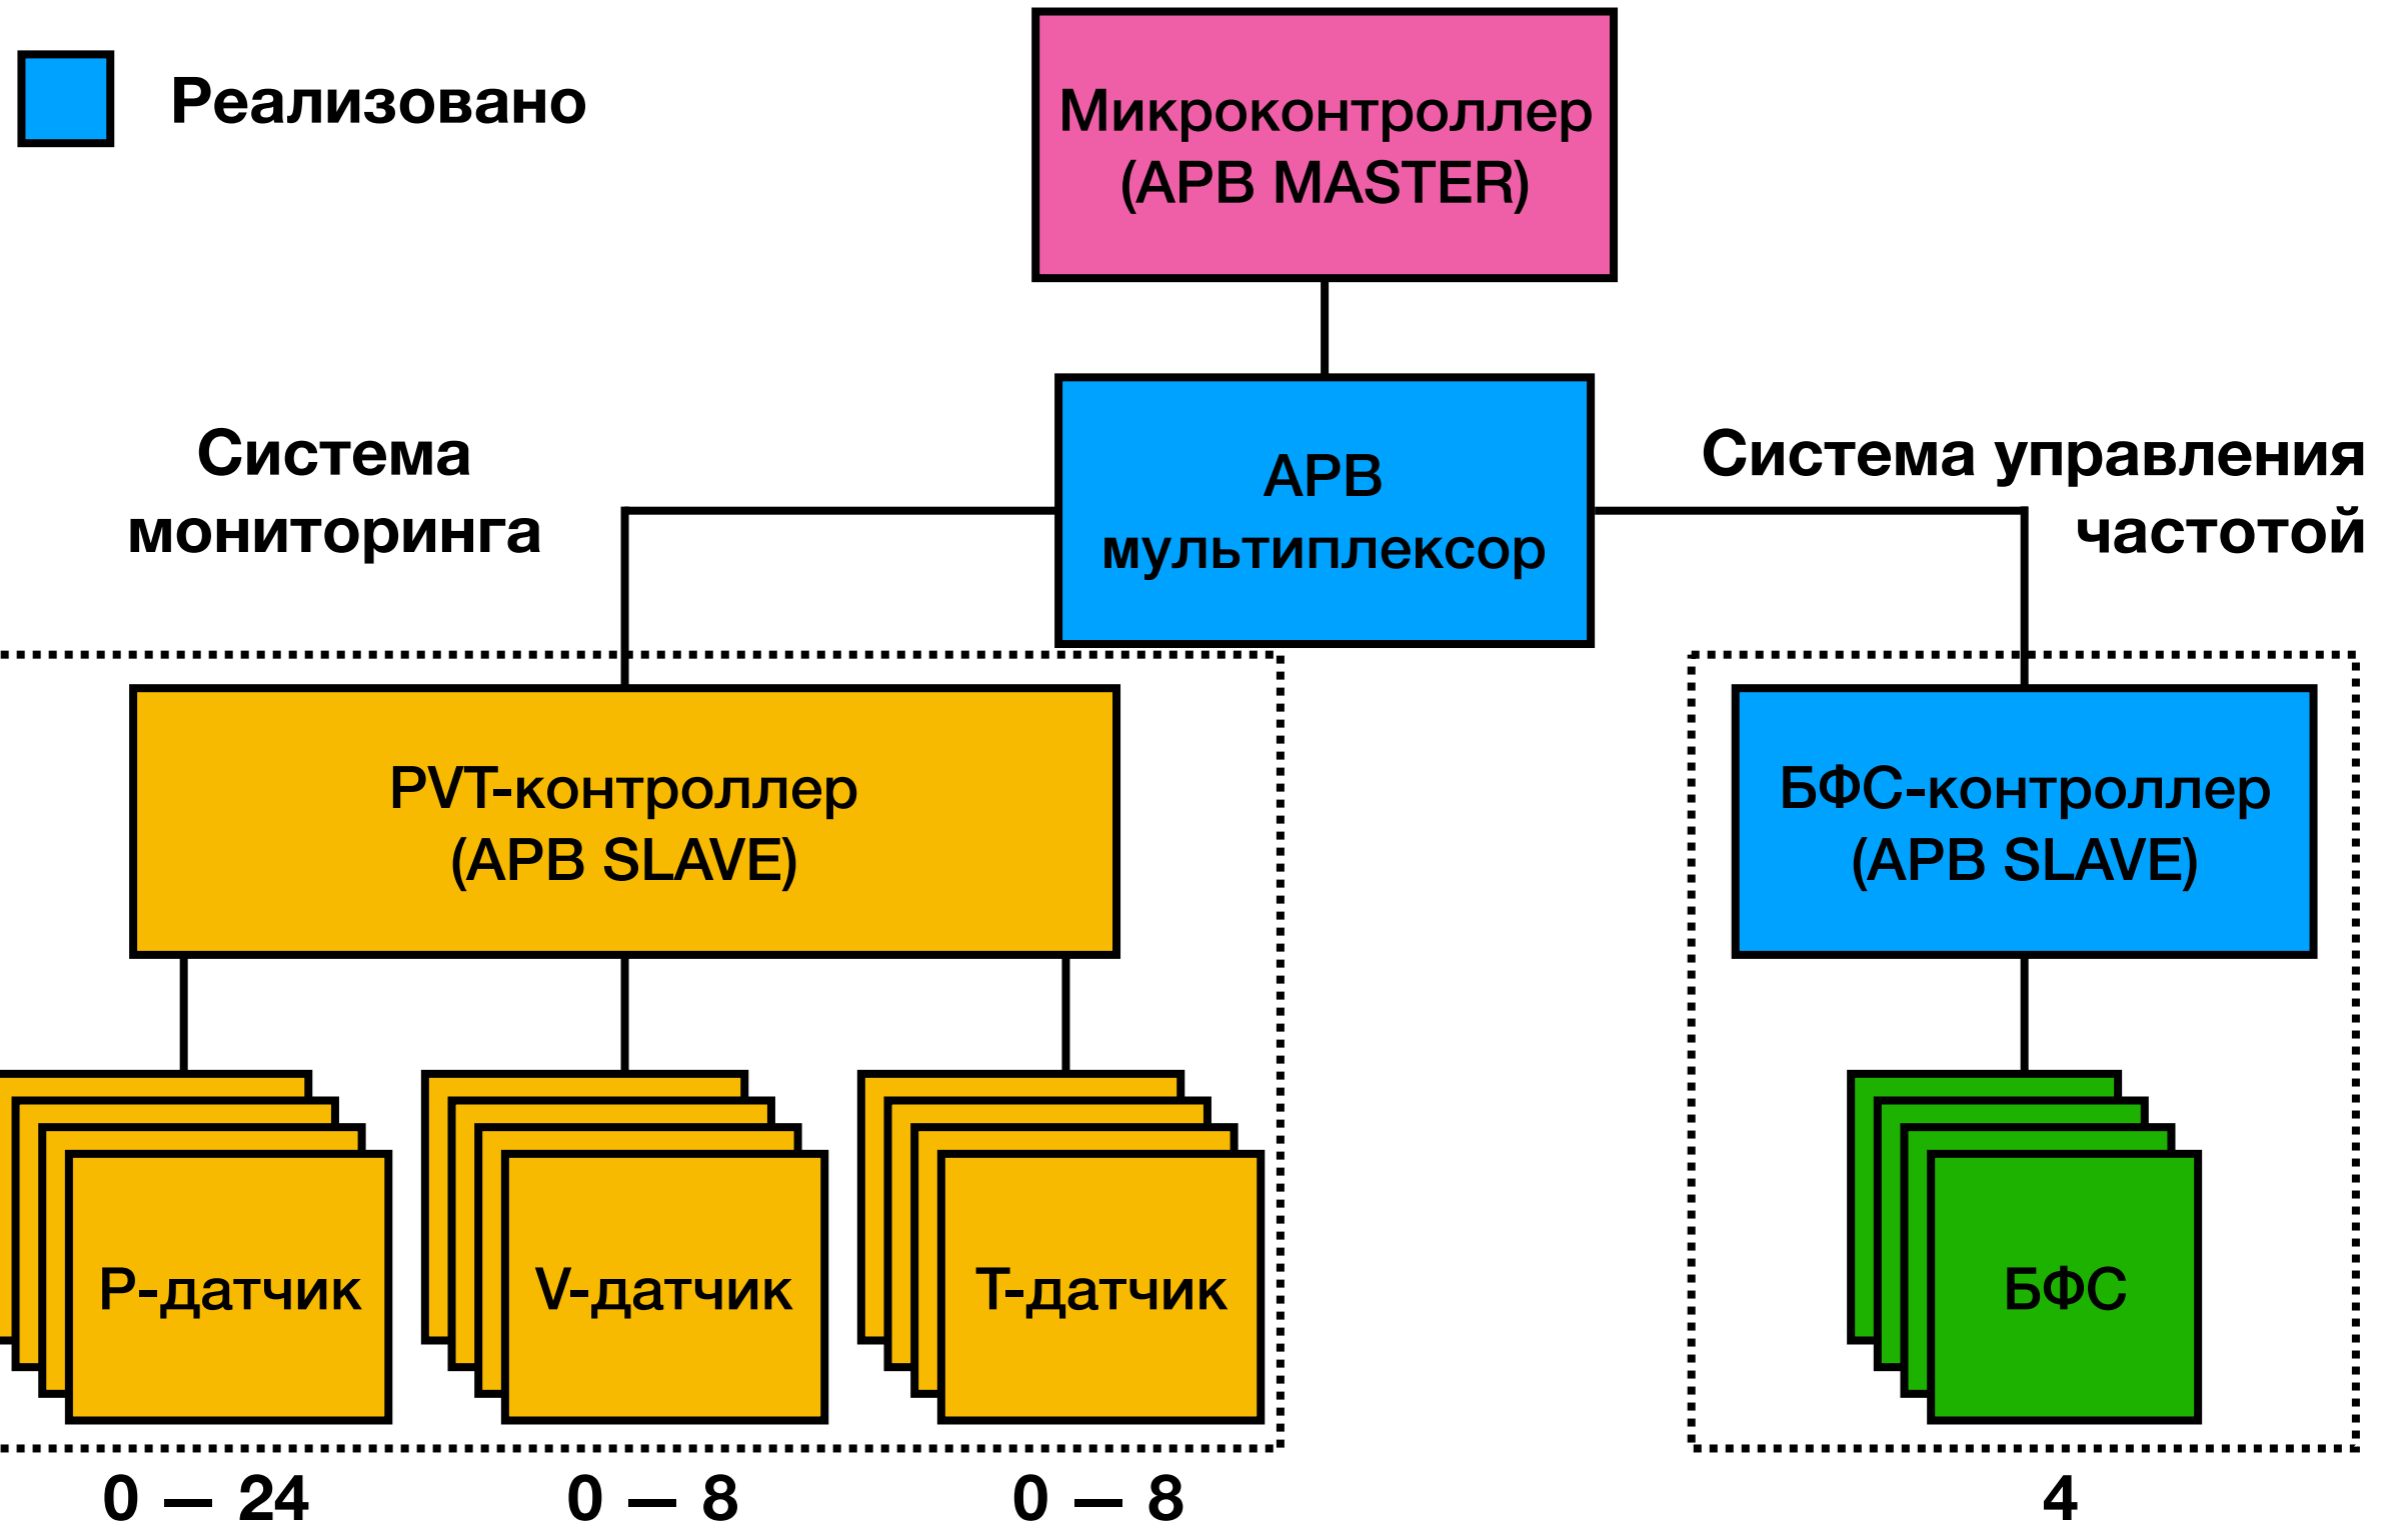 Реализовано
Микроконтроллер
(APB MASTER)
Система
мониторинга
APB
мультиплексор
Система управления
частотой
PVT-контроллер
(APB SLAVE)
БФС-контроллер
(APB SLAVE)
P-датчик
V-датчик
T-датчик
БФС
0 — 24
0 — 8
0 — 8
4